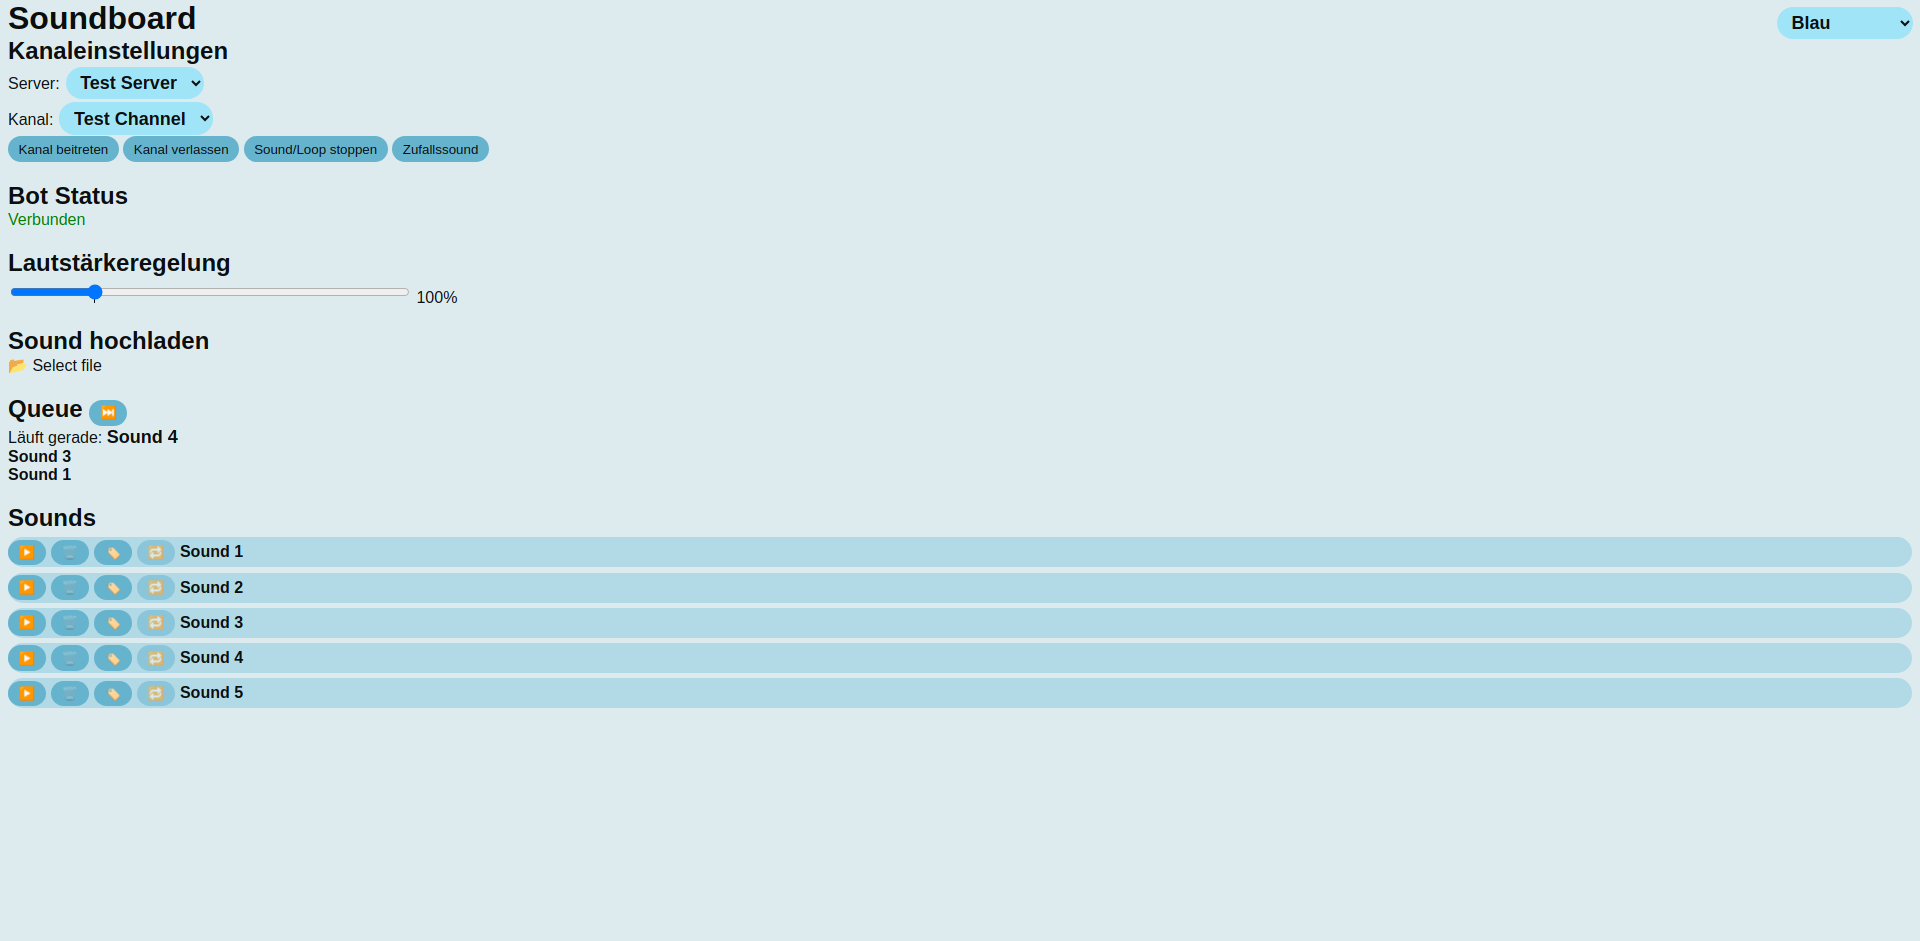 Soundboard
Blau
Kanaleinstellungen
Server: Test Server
Kanal: Test Channel
Kanal beitreten Kanal verlassen Sound/Loop stoppen Zufallssound
Bot Status
Verbunden
Lautstärkeregelung
100%
Sound hochladen
📂 Select file
Queue ⏭️
Läuft gerade: Sound 4
Sound 3
Sound 1
Sounds
▶️ 🗑️ 🏷️ 🔁 Sound 1
▶️ 🗑️ 🏷️ 🔁 Sound 2
▶️ 🗑️ 🏷️ 🔁 Sound 3
▶️ 🗑️ 🏷️ 🔁 Sound 4
▶️ 🗑️ 🏷️ 🔁 Sound 5